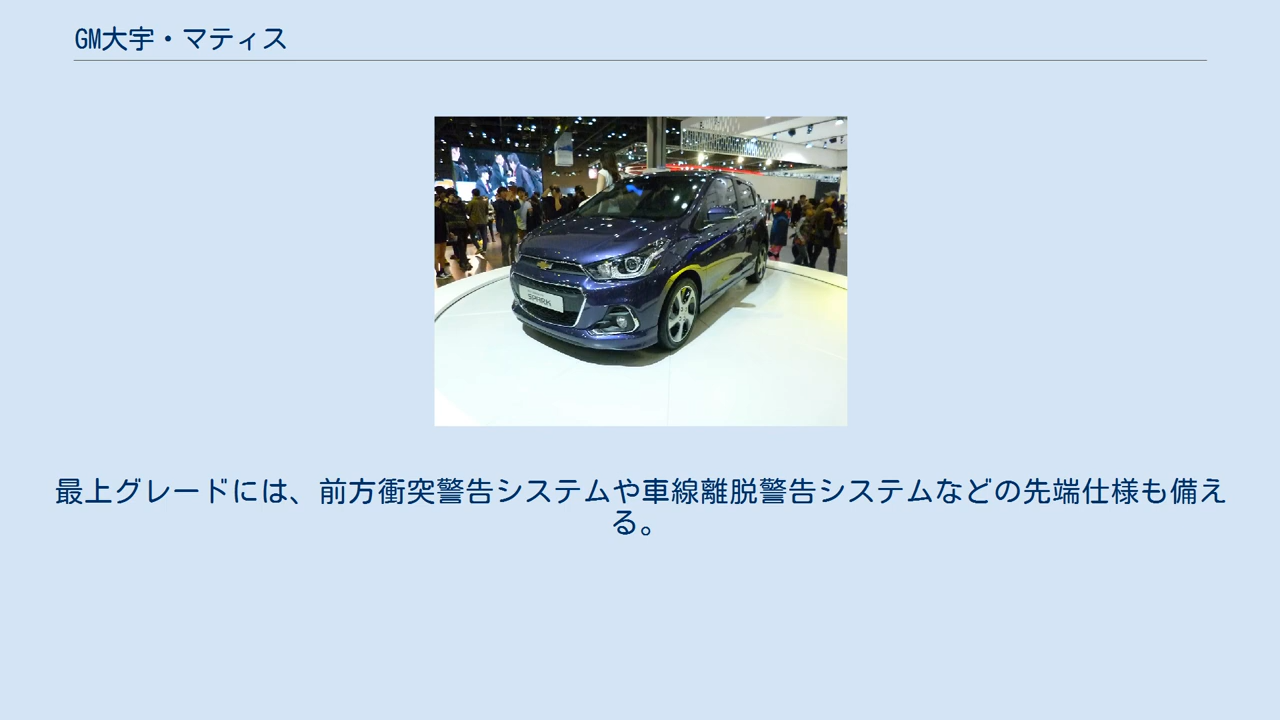 GM大宇・マティス
SPARK
最上グレードには、前方衝突警告システムや車線離脱警告システムなどの先端仕様も備え
る。